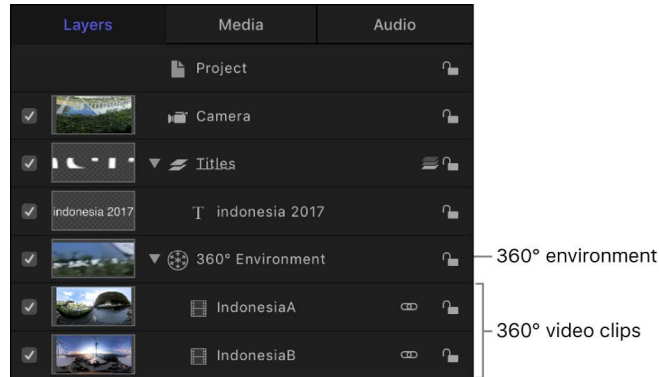 Layers Media Audio
Project
Camera
Titles
indonesia 2017 indonesia 2017
360° Environment 360° environment
IndonesiaA
360° video clips
IndonesiaB